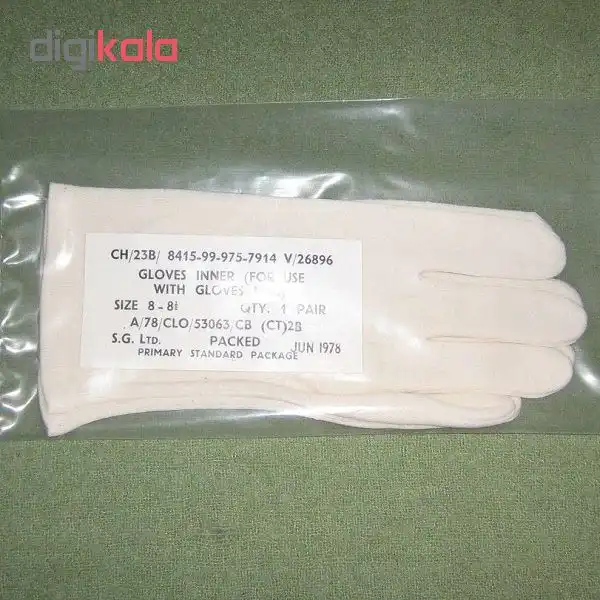 digikala
CH/23B/ 8415-99-975-7914 V/26896
GLOVES INNER (FOR USE
WITH GLOVES
SIZE 8-8½ QTY. 1 PAIR
A/78/CLO/53063/CB (CT)2B
S.G. LTD. PACKED JUN 1978
PRIMARY STANDARD PACKAGE